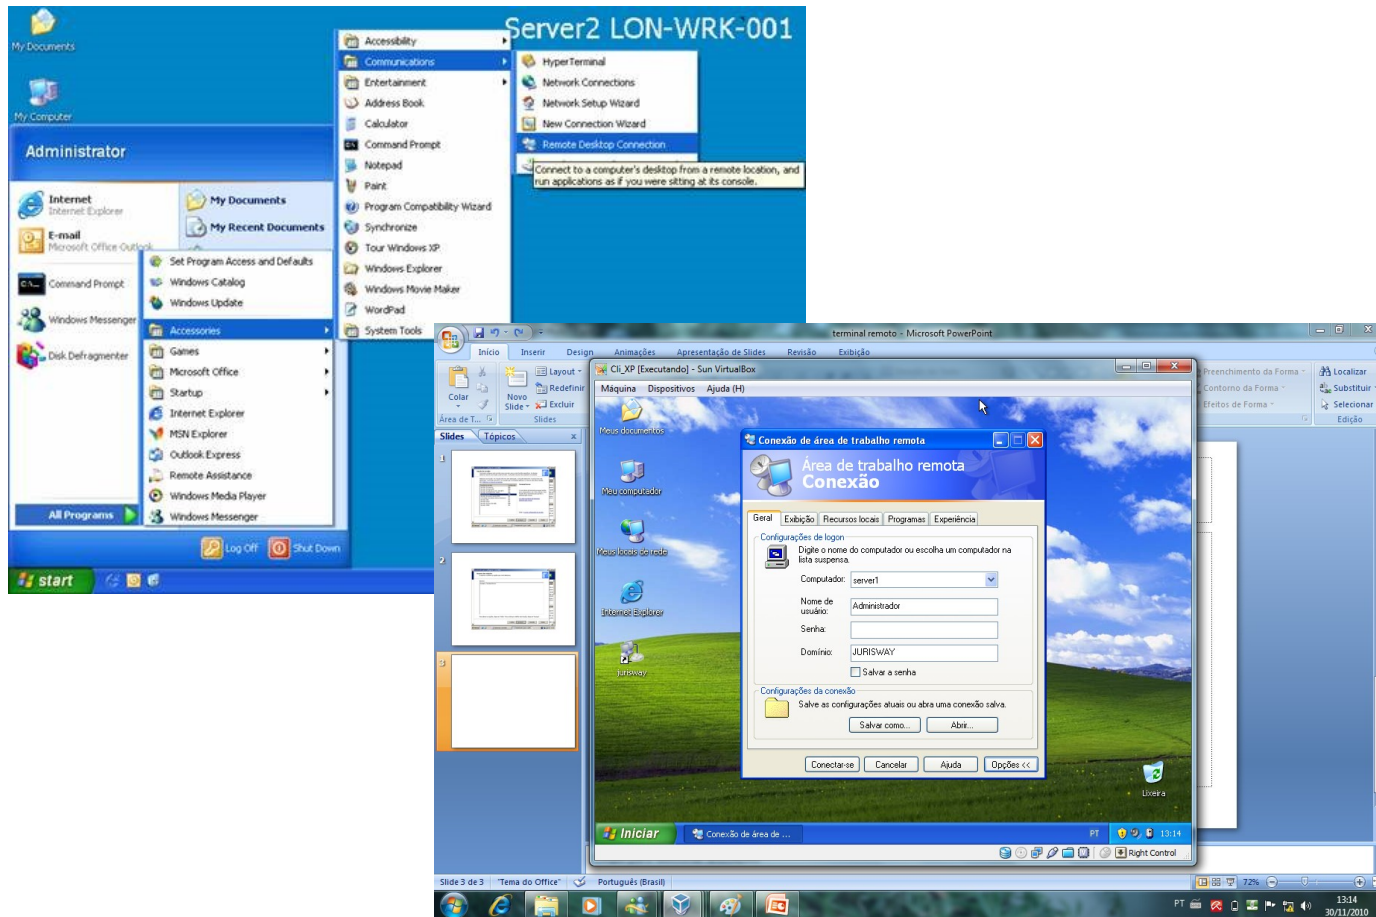 Server2 LON-WRK-001
My Documents
My Computer
Administrator
Internet
Internet Explorer
E-mail
Microsoft Office Outlook
Command Prompt
Windows Messenger
Disk Defragmenter
All Programs
My Documents
My Recent Documents
Set Program Access and Defaults
Windows Catalog
Windows Update
Accessories
Games
Microsoft Office
Startup
Internet Explorer
MSN Explorer
Outlook Express
Remote Assistance
Windows Media Player
Windows Messenger
Log Off
Shut Down
start
Accessibility
Communications
Entertainment
Address Book
Calculator
Command Prompt
Notepad
Paint
Program Compatibility Wizard
Synchronize
Tour Windows XP
Windows Explorer
Windows Movie Maker
WordPad
System Tools
HyperTerminal
Network Connections
Network Setup Wizard
New Connection Wizard
Remote Desktop Connection
Connect to a computer's desktop from a remote location, and
run applications as if you were sitting at its console.
terminal remoto - Microsoft PowerPoint
Início Inserir Design Animações Apresentação de Slides Revisão Exibição
Colar
Novo
Slide
Layout
Redefinir
Excluir
Área de T...
Slides
Preenchimento da Forma
Contorno da Forma
Efeitos de Forma
Localizar
Substituir
Selecionar
Edição
Slides Tópicos x
1
2
3
Cli_XP [Executando] - Sun VirtualBox
Máquina Dispositivos Ajuda (H)
Meus documentos
Meu computador
Meus locais de rede
Internet Explorer
jurisway
Conexão de área de trabalho remota
Área de trabalho remota
Conexão
Geral Exibição Recursos locais Programas Experiência
Configurações de logon
Digite o nome do computador ou escolha um computador na
lista suspensa.
Computador: server1
Nome de
usuário: Administrador
Senha:
Domínio: JURISWAY
Salvar a senha
Configurações da conexão
Salve as configurações atuais ou abra uma conexão salva.
Salvar como... Abrir...
Conectar-se Cancelar Ajuda Opções <<
Lixeira
Iniciar
Conexão de área de ...
PT 13:14
Right Control
Slide 3 de 3 "Tema do Office" Português (Brasil) 72%
PT 13:14
30/11/2010